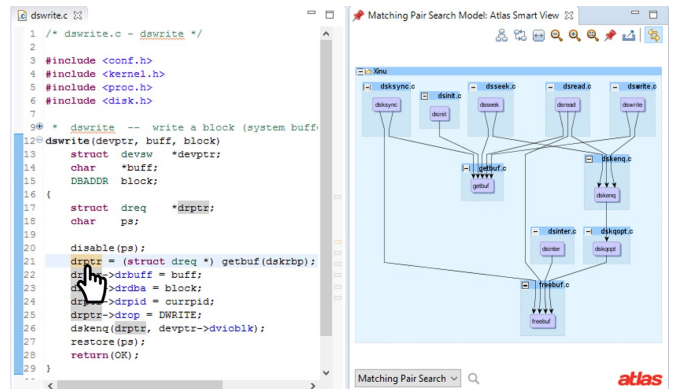 dswrite.c
1 /* dswrite.c - dswrite */
2
3 #include <conf.h>
4 #include <kernel.h>
5 #include <proc.h>
6 #include <disk.h>
7
9 * dswrite -- write a block (system buff
12 dswrite(devptr, buff, block)
13 struct devsw *devptr;
14 char *buff;
15 DBADDR block;
16 {
17 struct dreq *drptr;
18 char ps;
19
20 disable(ps);
21 drptr = (struct dreq *) getbuf(dskrbp);
22 drptr->drbuff = buff;
23 ->drdba = block;
24 ->drpid = currpid;
25 drptr->drop = DWRITE;
26 dskenq(drptr, devptr->dvioblk);
27 restore(ps);
28 return(OK);
29 }
Matching Pair Search Model: Atlas Smart View
Xinu
dsksync.c
dsinit.c
dsseek.c
dsread.c
dswrite.c
dsksync
dsinit
dsseek
dsread
dswrite
getbuf.c
getbuf
dskenq.c
dskenq
dsinter.c
dskqopt.c
dsinter
dskqopt
freebuf.c
freebuf
Matching Pair Search
atlas